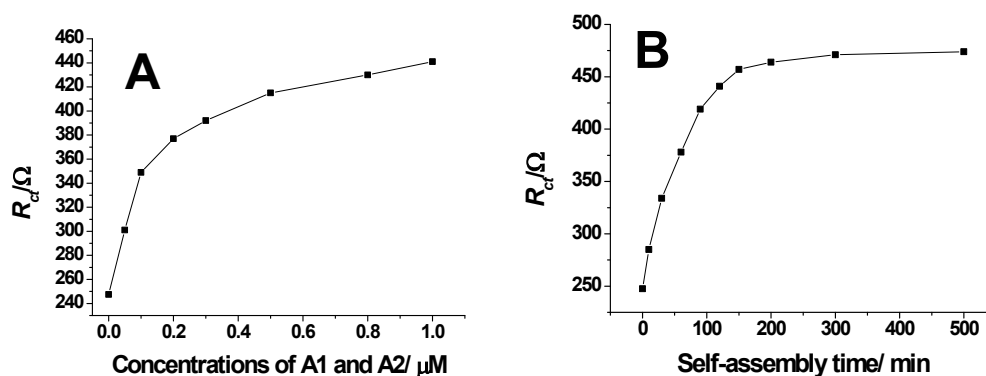 A
460
440
420
400
380
360
340
320
300
280
260
240
R_ct/Ω
0.0 0.2 0.4 0.6 0.8 1.0
Concentrations of A1 and A2/ μM
B
500
450
400
350
300
250
R_ct/Ω
0 100 200 300 400 500
Self-assembly time/ min